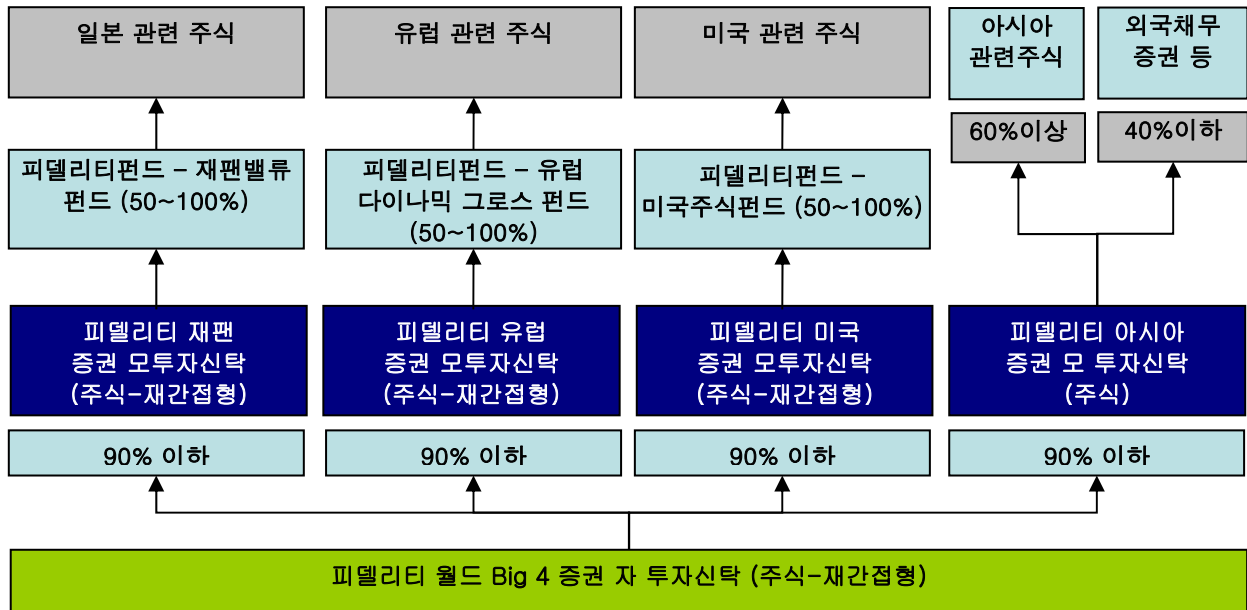 일본 관련 주식
유럽 관련 주식
미국 관련 주식
아시아
관련주식
외국채무
증권 등
60%이상
40%이하
피델리티펀드 - 재팬밸류
펀드 (50~100%)
피델리티펀드 - 유럽
다이나믹 그로스 펀드
(50~100%)
피델리티펀드 -
미국주식펀드 (50~100%)
피델리티 재팬
증권 모투자신탁
(주식-재간접형)
피델리티 유럽
증권 모투자신탁
(주식-재간접형)
피델리티 미국
증권 모투자신탁
(주식-재간접형)
피델리티 아시아
증권 모 투자신탁
(주식)
90% 이하
90% 이하
90% 이하
90% 이하
피델리티 월드 Big 4 증권 자 투자신탁 (주식-재간접형)